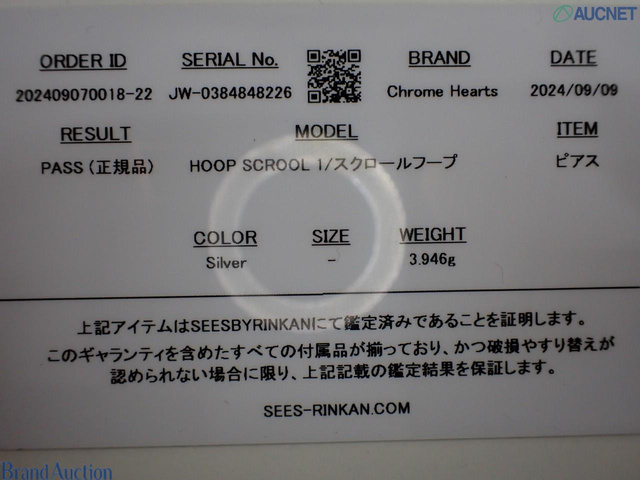 AUCNET
ORDER ID SERIAL No. BRAND DATE
202409070018-22 JW-0384848226 Chrome Hearts 2024/09/09
RESULT MODEL ITEM
PASS (正規品) HOOP SCROOL 1/スクロールフープ ピアス
COLOR SIZE WEIGHT
Silver - 3.946g
上記アイテムはSEESBYRINKANにて鑑定済みであることを証明します。
このギャランティを含めたすべての付属品が揃っており、かつ破損やすり替えが
認められない場合に限り、上記記載の鑑定結果を保証します。
SEES-RINKAN.COM
Brand Auction